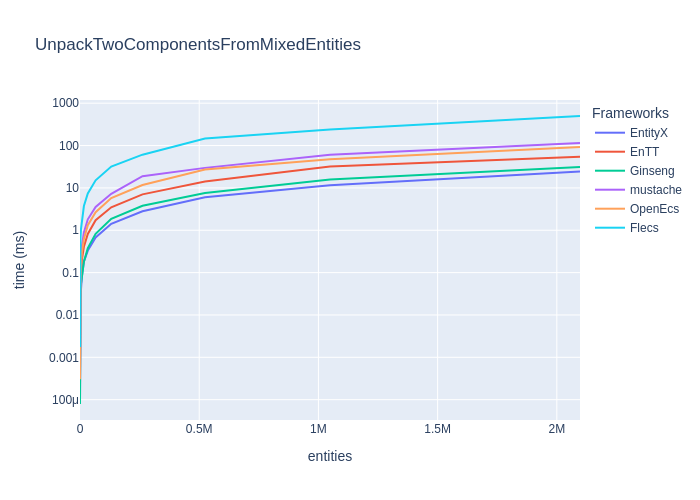 UnpackTwoComponentsFromMixedEntities
1000
100
10
1
0.1
0.01
0.001
100μ
time (ms)
0
0.5M
1M
1.5M
2M
entities
Frameworks
EntityX
EnTT
Ginseng
mustache
OpenEcs
Flecs